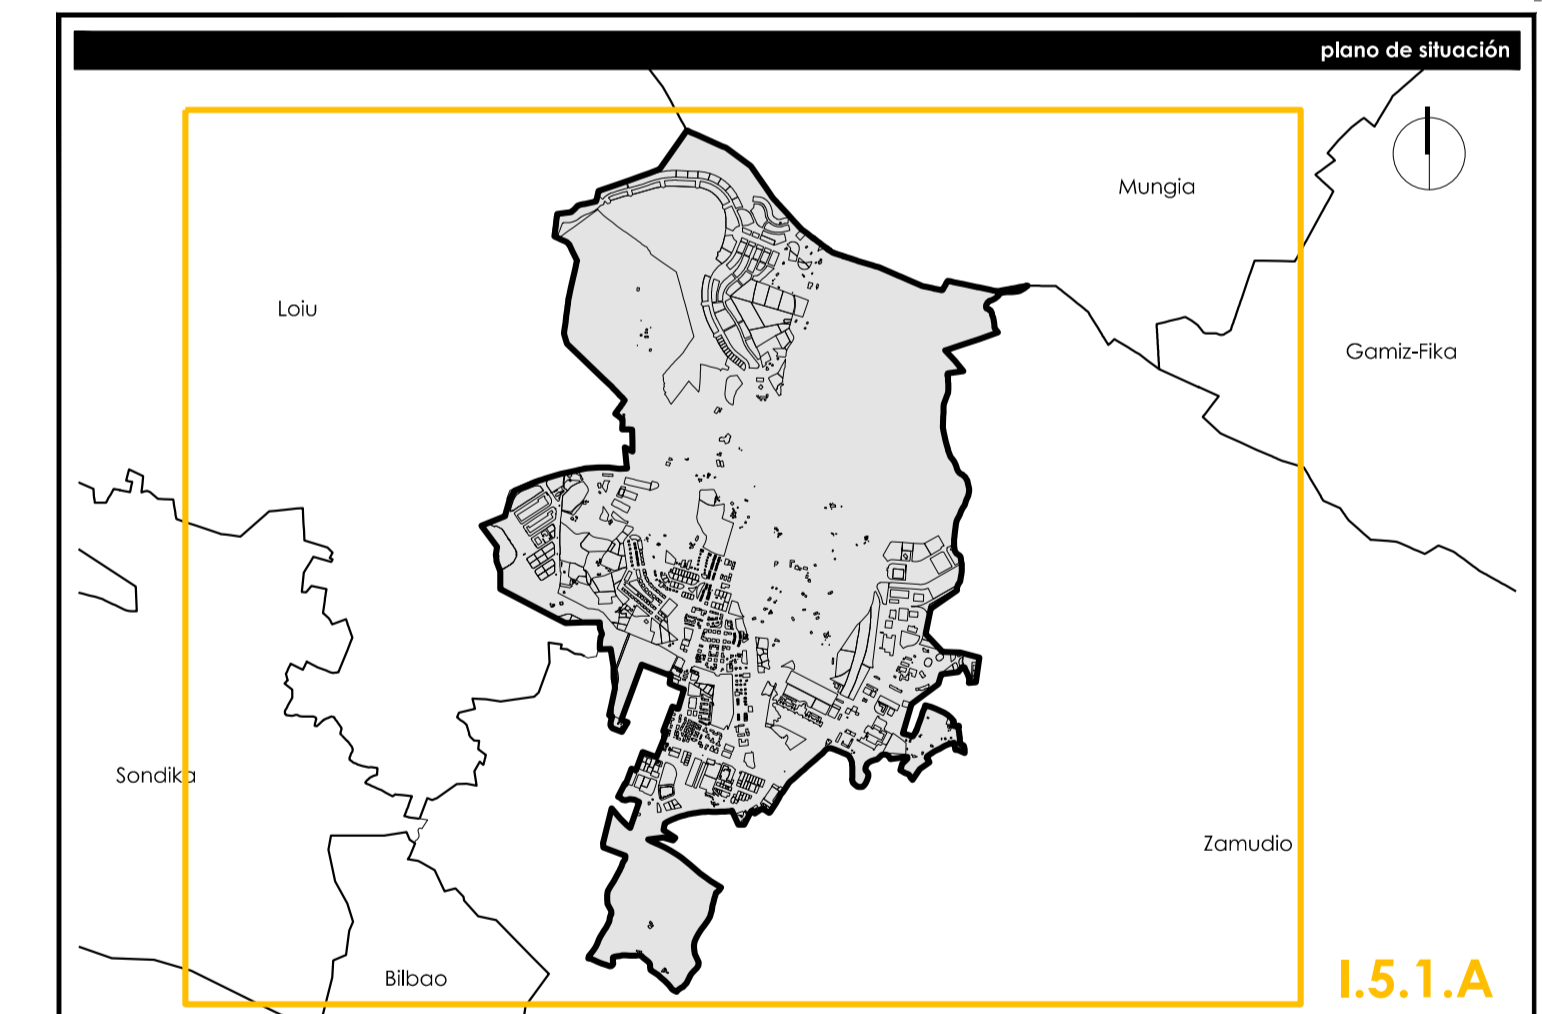 plano de situación
Mungia
Loiu
Gamiz-Fika
Sondika
Zamudio
Bilbao
I.5.1.A